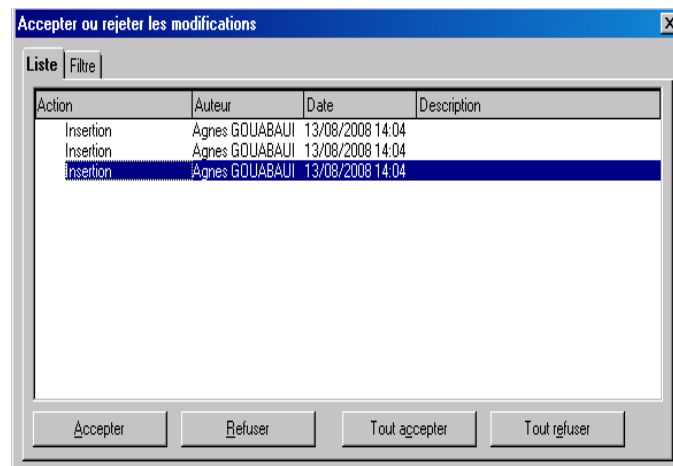 Accepter ou rejeter les modifications
Liste Filtre
Action Auteur Date Description
Insertion Agnes GOUABAUI 13/08/2008 14:04
Insertion Agnes GOUABAUI 13/08/2008 14:04
Insertion Agnes GOUABAUI 13/08/2008 14:04
Accepter Refuser Tout accepter Tout refuser